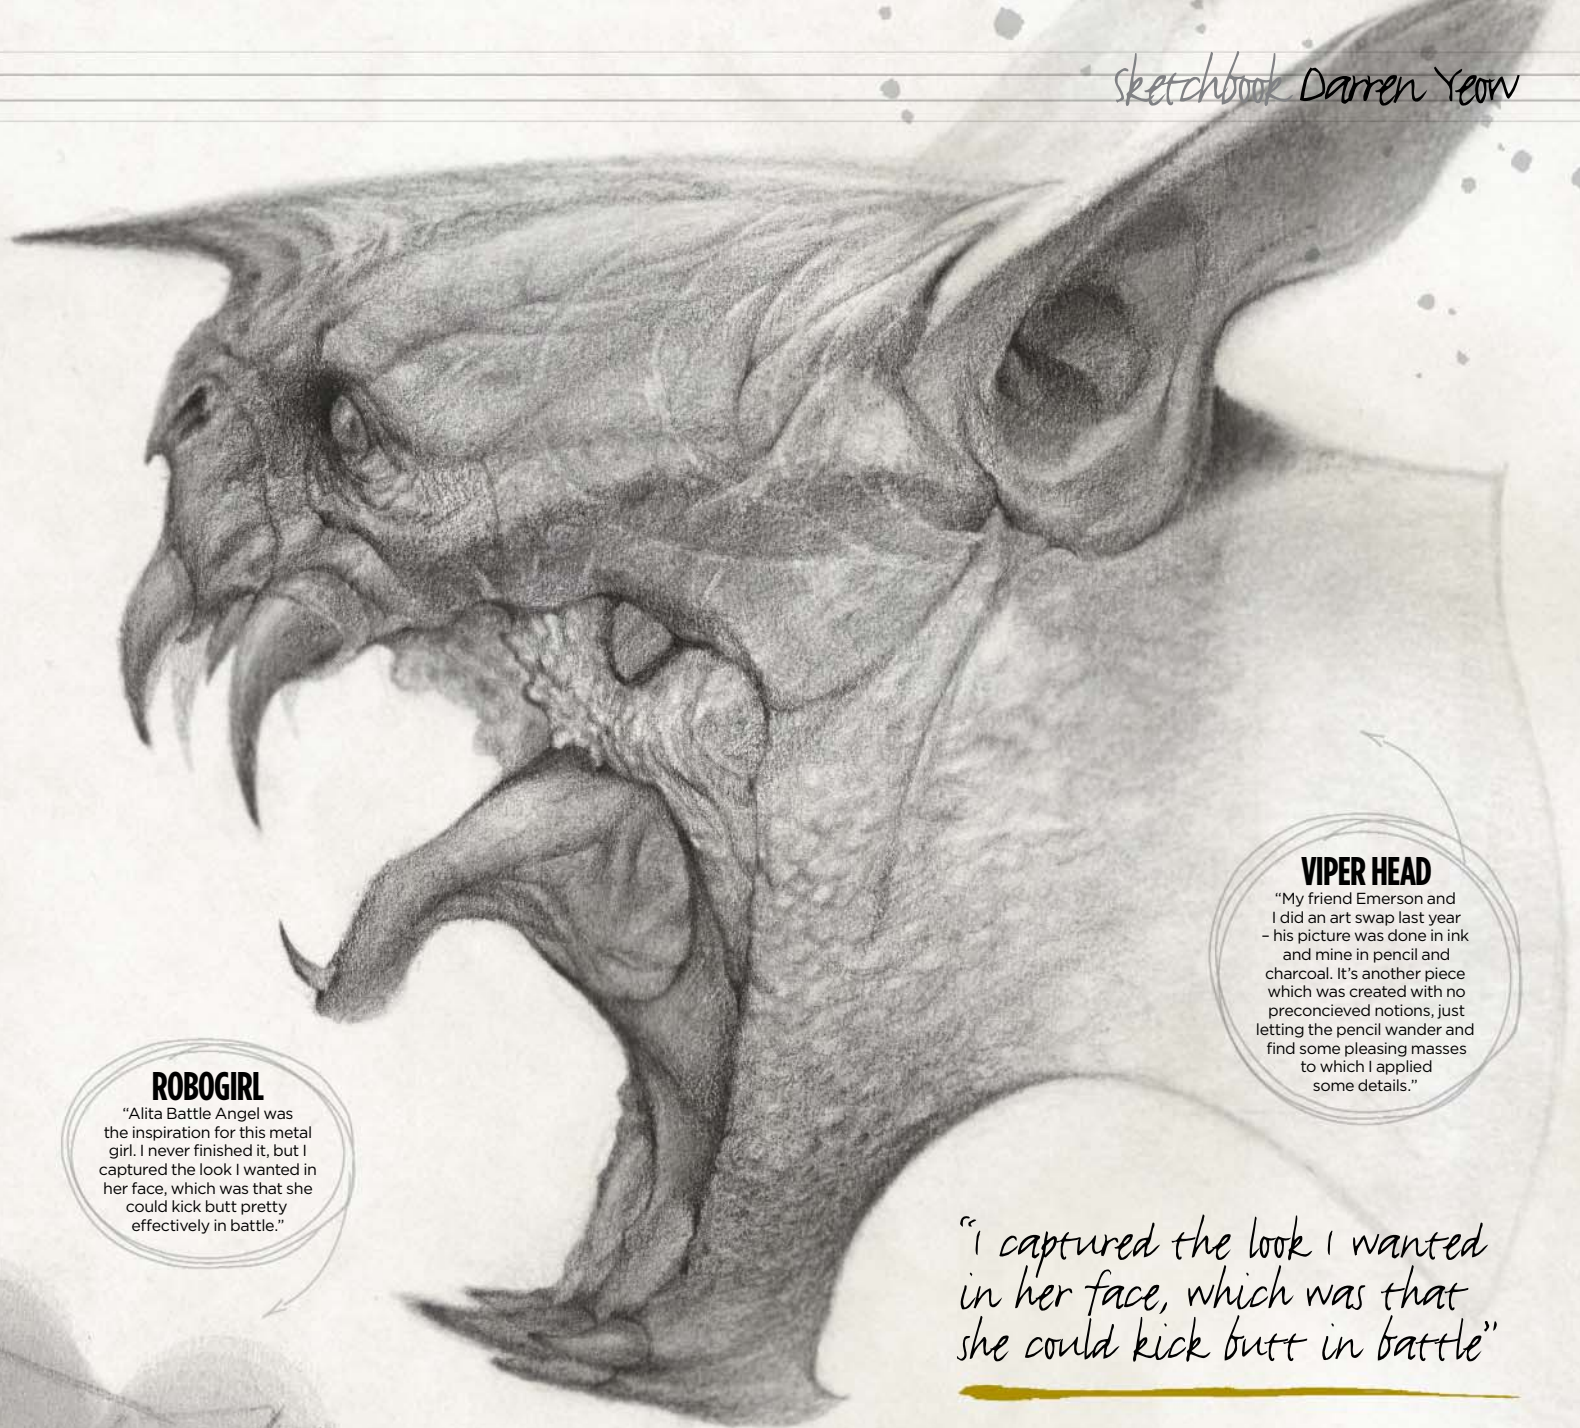 Sketchbook Darren Yeow
VIPER HEAD
“My friend Emerson and
I did an art swap last year
– his picture was done in ink
and mine in pencil and
charcoal. It’s another piece
which was created with no
preconcieved notions, just
letting the pencil wander and
find some pleasing masses
to which I applied
some details.”
ROBOGIRL
“Alita Battle Angel was
the inspiration for this metal
girl. I never finished it, but I
captured the look I wanted in
her face, which was that she
could kick butt pretty
effectively in battle.”
“I captured the look I wanted
in her face, which was that
she could kick butt in battle”